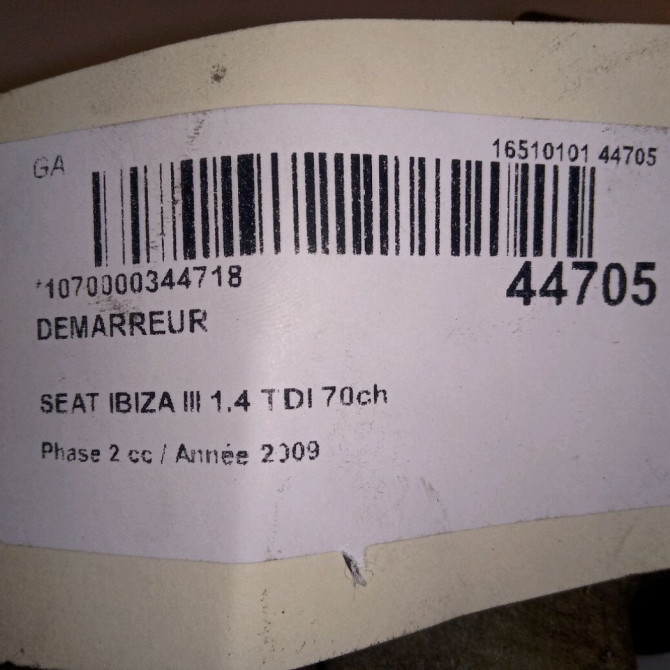 GA
16510101 44705
*1070000344718
44705
DEMARREUR
SEAT IBIZA III 1.4 TDI 70ch
Phase 2 cc / Année 2009